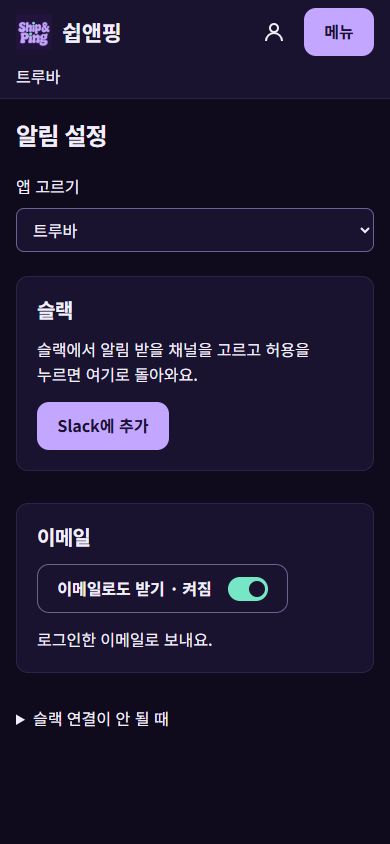 Ship&
Ping
쉽앤핑
메뉴
트루바
알림 설정
앱 고르기
트루바
슬랙
슬랙에서 알림 받을 채널을 고르고 허용을
누르면 여기로 돌아와요.
Slack에 추가
이메일
이메일로도 받기 · 켜짐
로그인한 이메일로 보내요.
슬랙 연결이 안 될 때